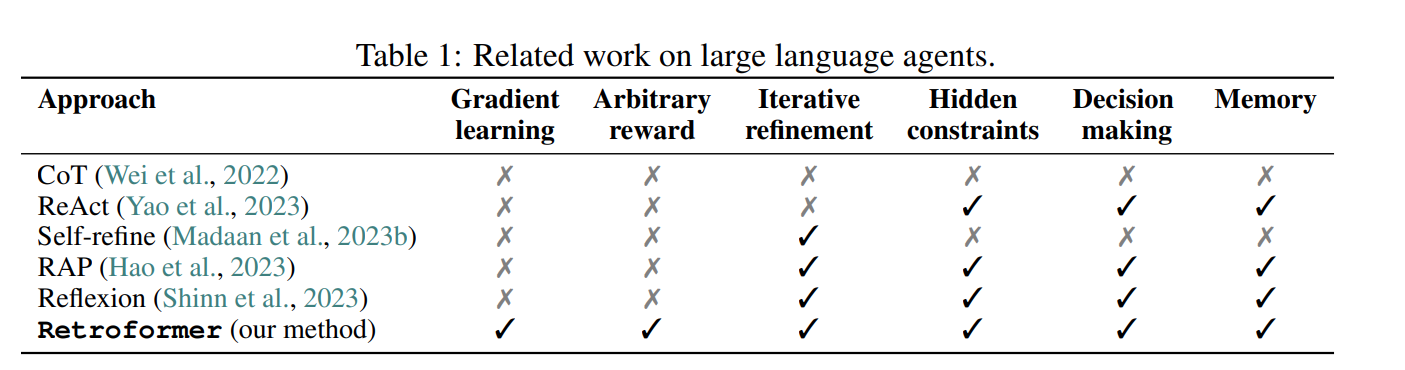 Table 1: Related work on large language agents.
Approach Gradient learning Arbitrary reward Iterative refinement Hidden constraints Decision making Memory
CoT (Wei et al., 2022) ✗ ✗ ✗ ✗ ✗ ✗
ReAct (Yao et al., 2023) ✗ ✗ ✗ ✓ ✓ ✓
Self-refine (Madaan et al., 2023b) ✗ ✗ ✓ ✗ ✗ ✗
RAP (Hao et al., 2023) ✗ ✗ ✓ ✓ ✓ ✓
Reflexion (Shinn et al., 2023) ✗ ✗ ✓ ✓ ✓ ✓
Retroformer (our method) ✓ ✓ ✓ ✓ ✓ ✓